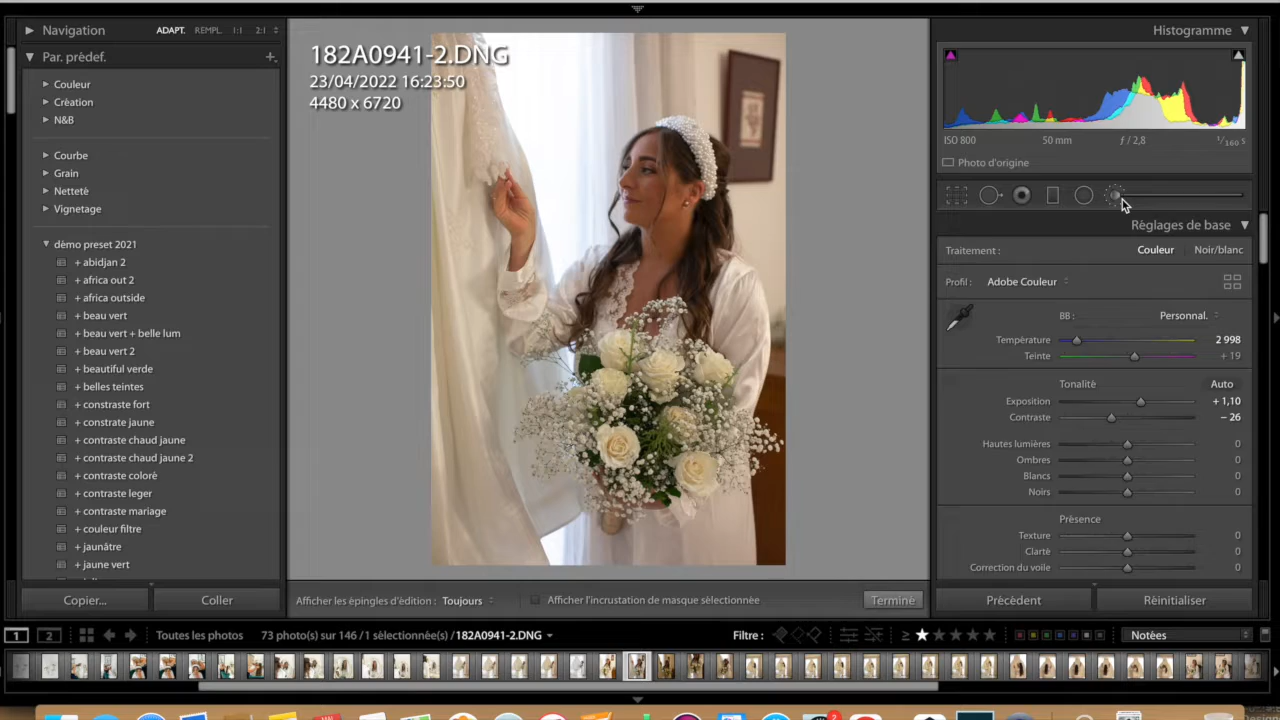 Navigation ADAPT. REMPL. 1:1 2:1
Par. prédef. +
Couleur
Création
N&B
Courbe
Grain
Netteté
Vignetage
démo preset 2021
+ abidjan 2
+ africa out 2
+ africa outside
+ beau vert
+ beau vert + belle lum
+ beau vert 2
+ beautiful verde
+ belles teintes
+ constraste fort
+ constrate jaune
+ contraste chaud jaune
+ contraste chaud jaune 2
+ contraste coloré
+ contraste leger
+ contraste mariage
+ couleur filtre
+ jaunâtre
+ jaune vert
Copier... Coller
182A0941-2.DNG
23/04/2022 16:23:50
4480 x 6720
Afficher les épingles d'édition : Toujours Afficher l'incrustation de masque sélectionnée Terminé
Histogramme
ISO 800 50 mm ƒ / 2,8 1/160 s
Photo d'origine
Réglages de base
Traitement : Couleur Noir/blanc
Profil : Adobe Couleur
BB : Personnal.
Température 2 998
Teinte + 19
Tonalité Auto
Exposition + 1,10
Contraste – 26
Hautes lumières 0
Ombres 0
Blancs 0
Noirs 0
Présence
Texture 0
Clarté 0
Correction du voile 0
Précédent Réinitialiser
1 2 Toutes les photos 73 photo(s) sur 146 / 1 sélectionnée(s) / 182A0941-2.DNG Filtre : ≥ Notées